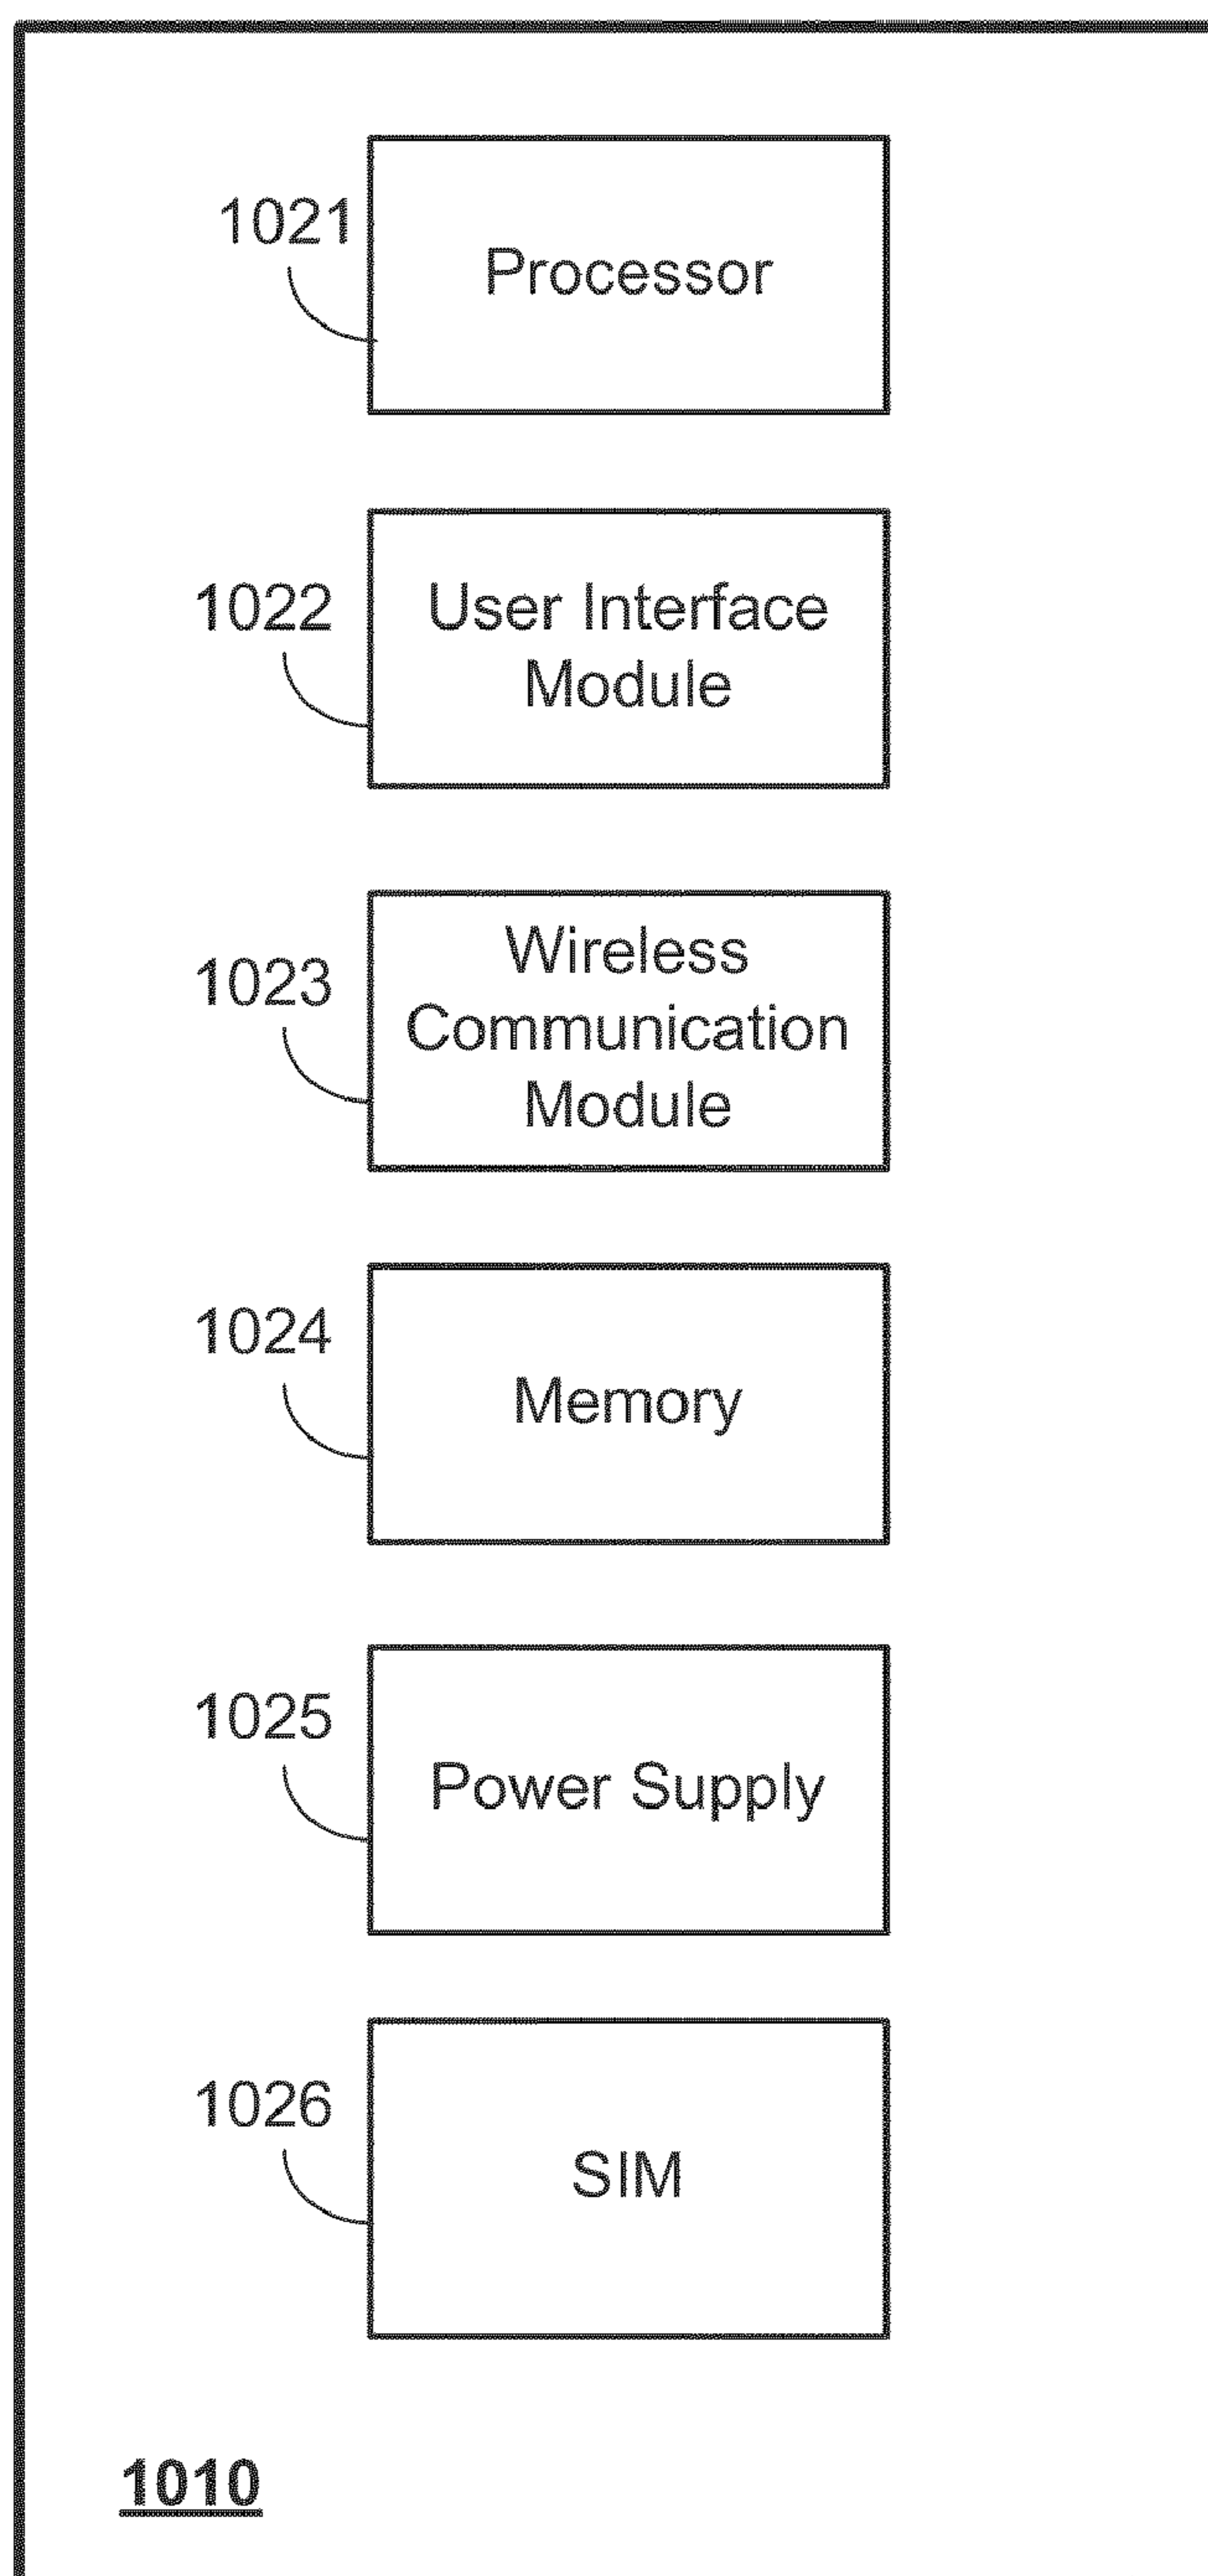 1021
Processor
1022
User Interface
Module
1023
Wireless
Communication
Module
1024
Memory
1025
Power Supply
1026
SIM
1010